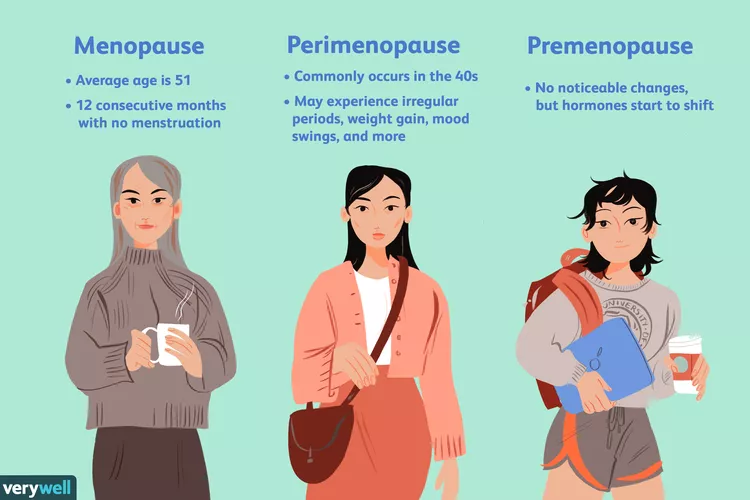 Menopause
• Average age is 51
• 12 consecutive months
with no menstruation
Perimenopause
• Commonly occurs in the 40s
• May experience irregular
periods, weight gain, mood
swings, and more
Premenopause
• No noticeable changes,
but hormones start to shift
UNIVERSITY OF
verywell